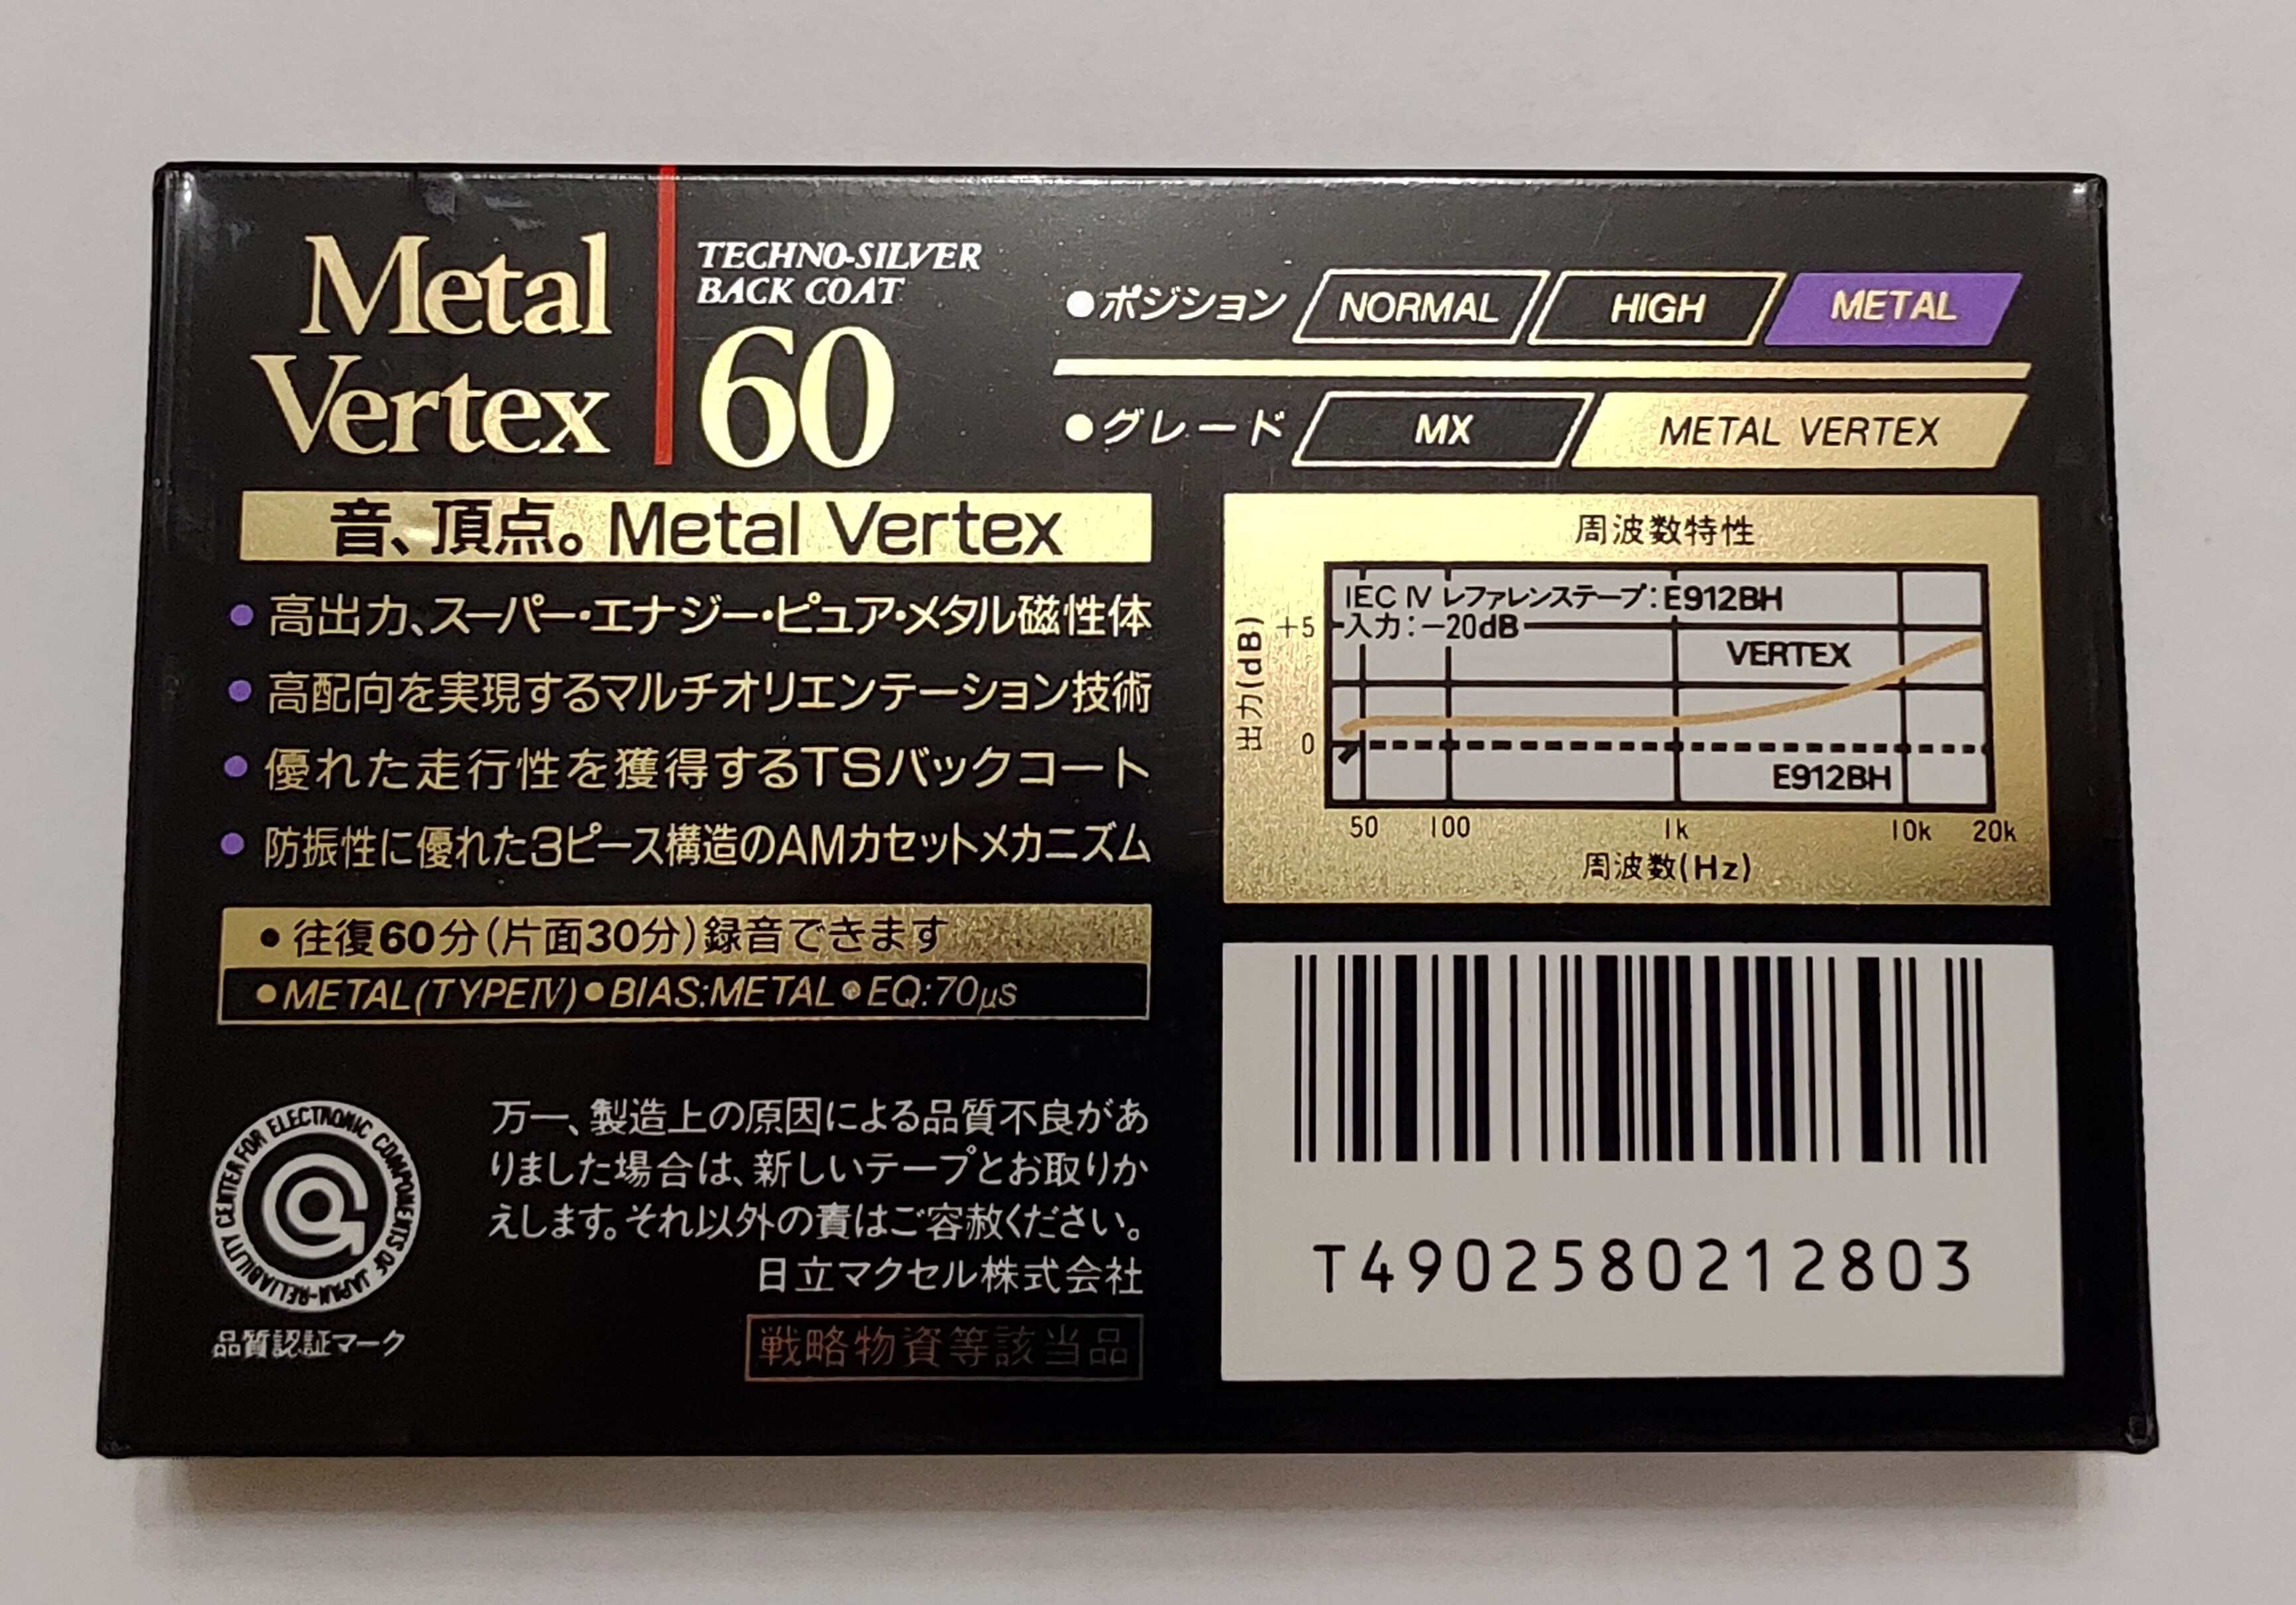 Metal
Vertex
TECHNO-SILVER
BACK COAT
60
●ポジション NORMAL HIGH METAL
●グレード MX METAL VERTEX
音、頂点。Metal Vertex
●高出力、スーパー・エナジー・ピュア・メタル磁性体
●高配向を実現するマルチオリエンテーション技術
●優れた走行性を獲得するTSバックコート
●防振性に優れた3ピース構造のAMカセットメカニズム
●往復60分(片面30分)録音できます
●METAL(TYPEⅣ)●BIAS:METAL●EQ:70μs
周波数特性
IEC Ⅳ レファレンステープ:E912BH
入力:−20dB
VERTEX
E912BH
出力(dB)
+5
0
50 100 1k 10k 20k
周波数(Hz)
RELIABILITY CENTER FOR ELECTRONIC COMPONENTS OF JAPAN
品質認証マーク
万一、製造上の原因による品質不良があ
りました場合は、新しいテープとお取りか
えします。それ以外の責はご容赦ください。
日立マクセル株式会社
戦略物資等該当品
T4902580212803